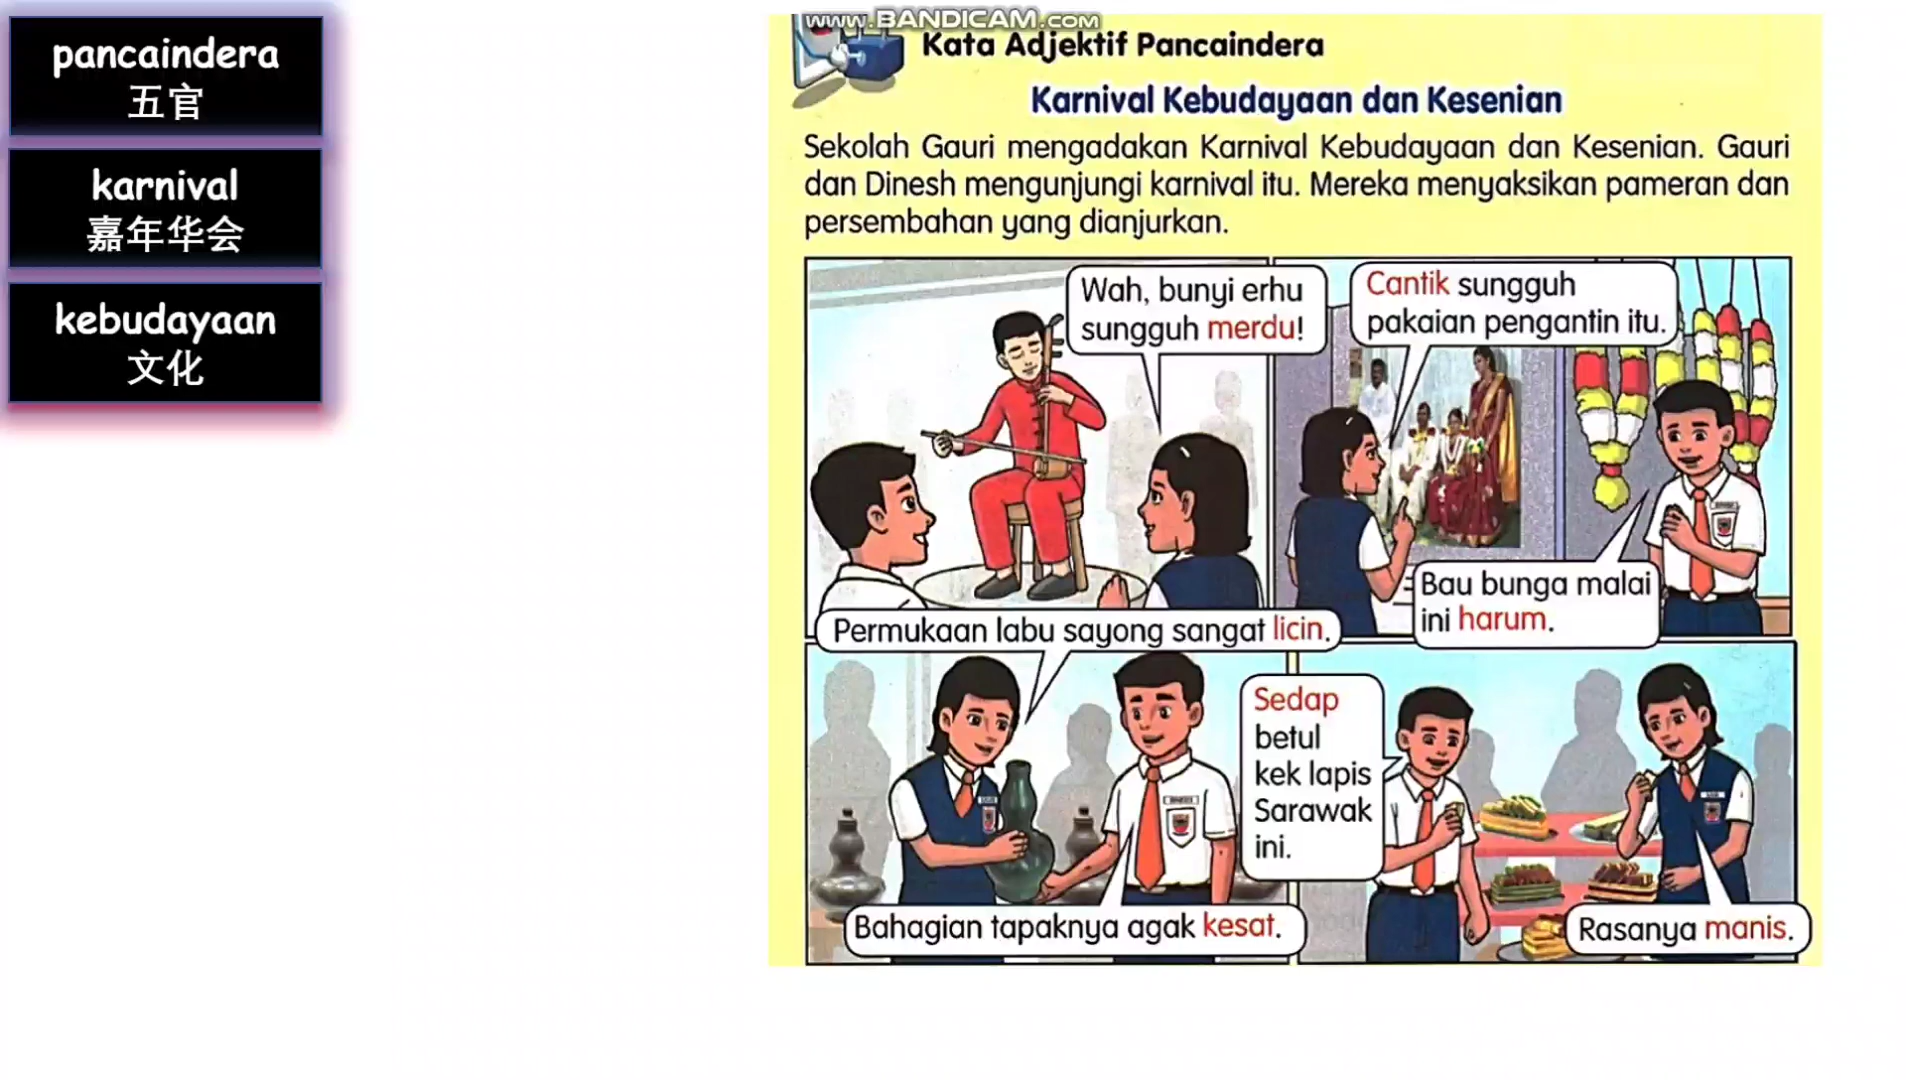 pancaindera
五官
karnival
嘉年华会
kebudayaan
文化
www.BANDICAM.com
Kata Adjektif Pancaindera
Karnival Kebudayaan dan Kesenian
Sekolah Gauri mengadakan Karnival Kebudayaan dan Kesenian. Gauri
dan Dinesh mengunjungi karnival itu. Mereka menyaksikan pameran dan
persembahan yang dianjurkan.
Wah, bunyi erhu
sungguh merdu!
Cantik sungguh
pakaian pengantin itu.
Bau bunga malai
ini harum.
Permukaan labu sayong sangat licin.
Bahagian tapaknya agak kesat.
Sedap
betul
kek lapis
Sarawak
ini.
Rasanya manis.